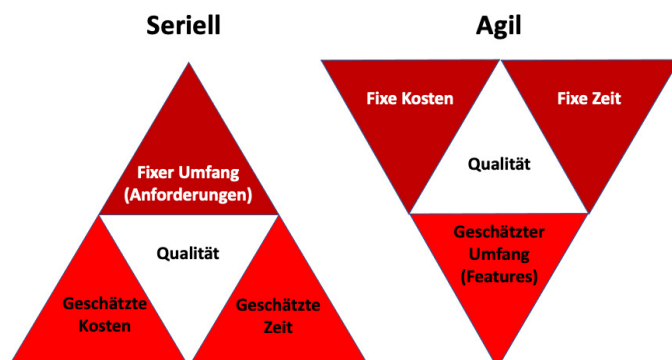 Seriell
Fixer Umfang
(Anforderungen)
Qualität
Geschätzte
Kosten
Geschätzte
Zeit
Agil
Fixe Kosten
Fixe Zeit
Qualität
Geschätzter
Umfang
(Features)